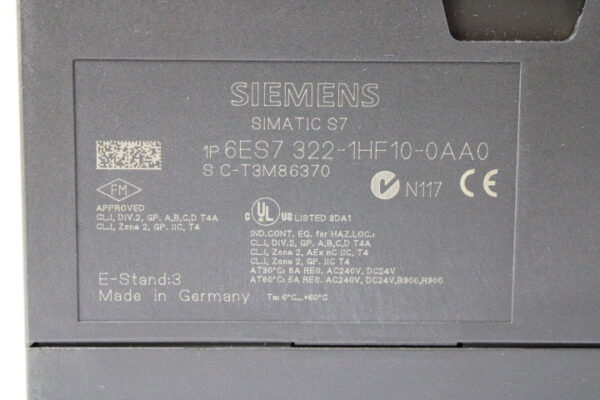 SIEMENS
SIMATIC S7
1P 6ES7 322-1HF10-0AA0
S C-T3M86370
N117 CE
FM
APPROVED
CL.I, DIV.2, GP. A,B,C,D T4A
CL.I, Zone 2, GP. IIC, T4
C UL US LISTED 3DA1
IND.CONT. EQ. for HAZ.LOC.:
CL.I, DIV.2, GP. A,B,C,D T4A
CL.I, Zone 2, AEx nC IIC, T4
CL.I, Zone 2, GP. IIC T4
AT30°C: 8A RES. AC240V, DC24V
AT60°C: 5A RES. AC240V, DC24V,B300,R300
E-Stand:3
Made in Germany
T: 0°C...+60°C